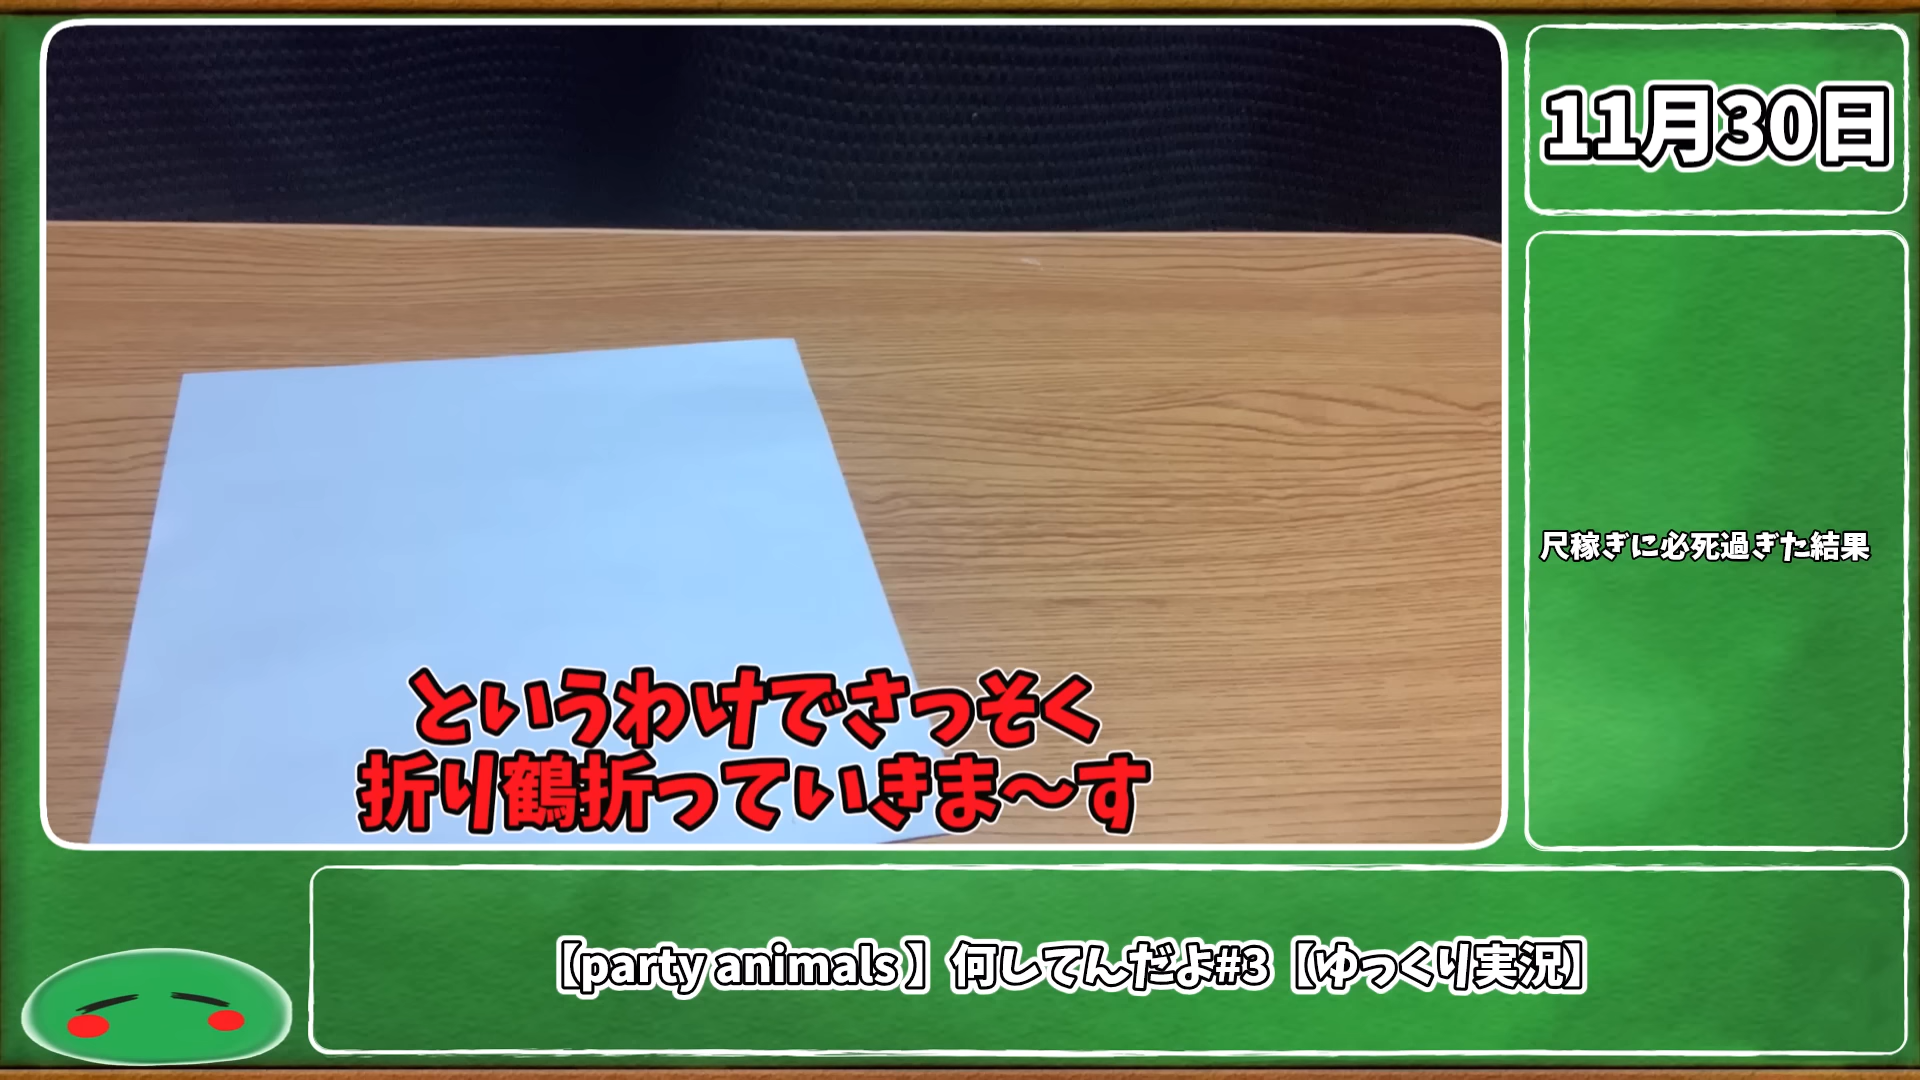 11月30日
尺稼ぎに必死過ぎた結果
というわけでさっそく
折り鶴折っていきま～す
【party animals】何してんだよ#3【ゆっくり実況】